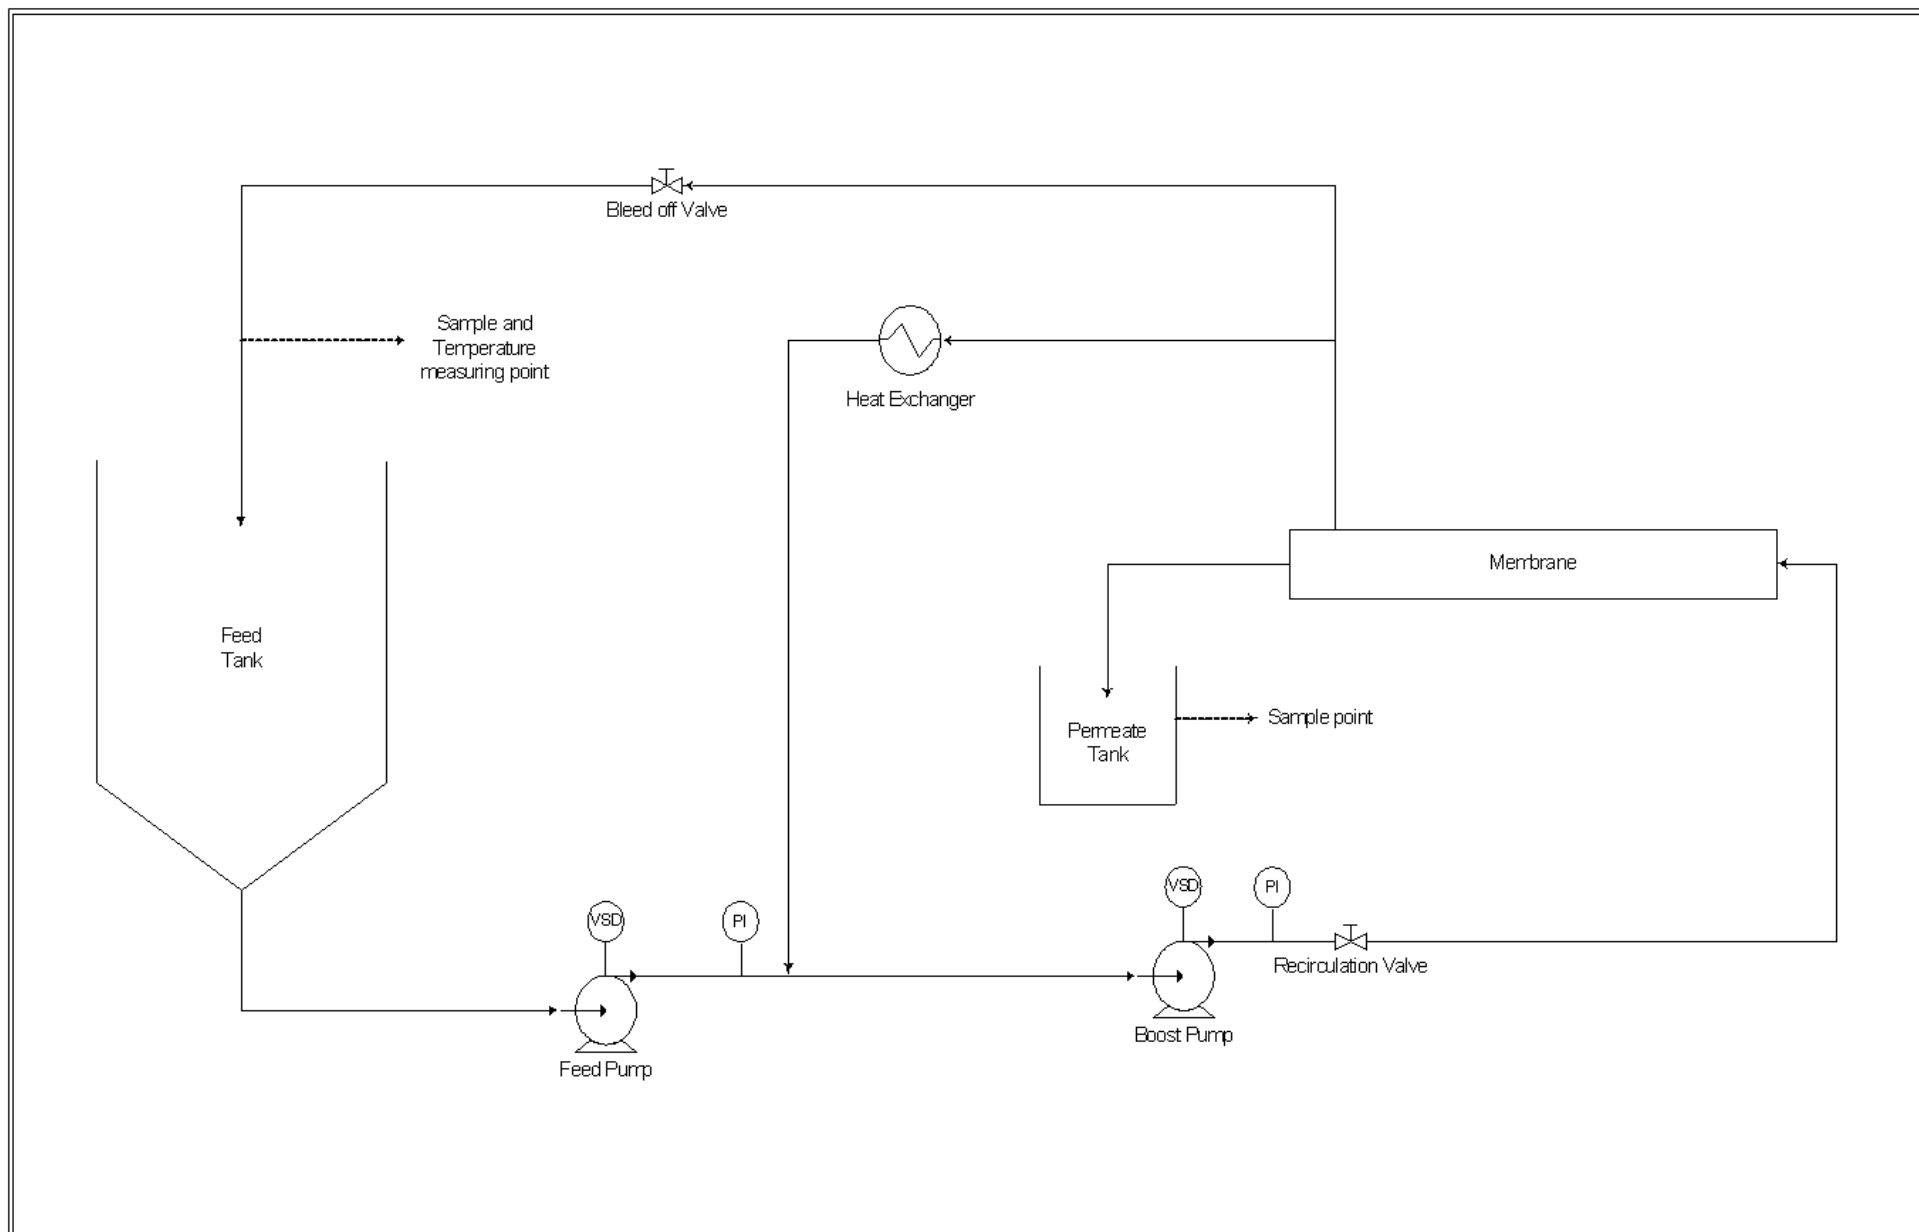 Bleed off Valve
Sample and
Temperature
measuring point
Heat Exchanger
Membrane
Feed
Tank
Sample point
Permeate
Tank
VSD
PI
VSD
PI
Recirculation Valve
Boost Pump
Feed Pump